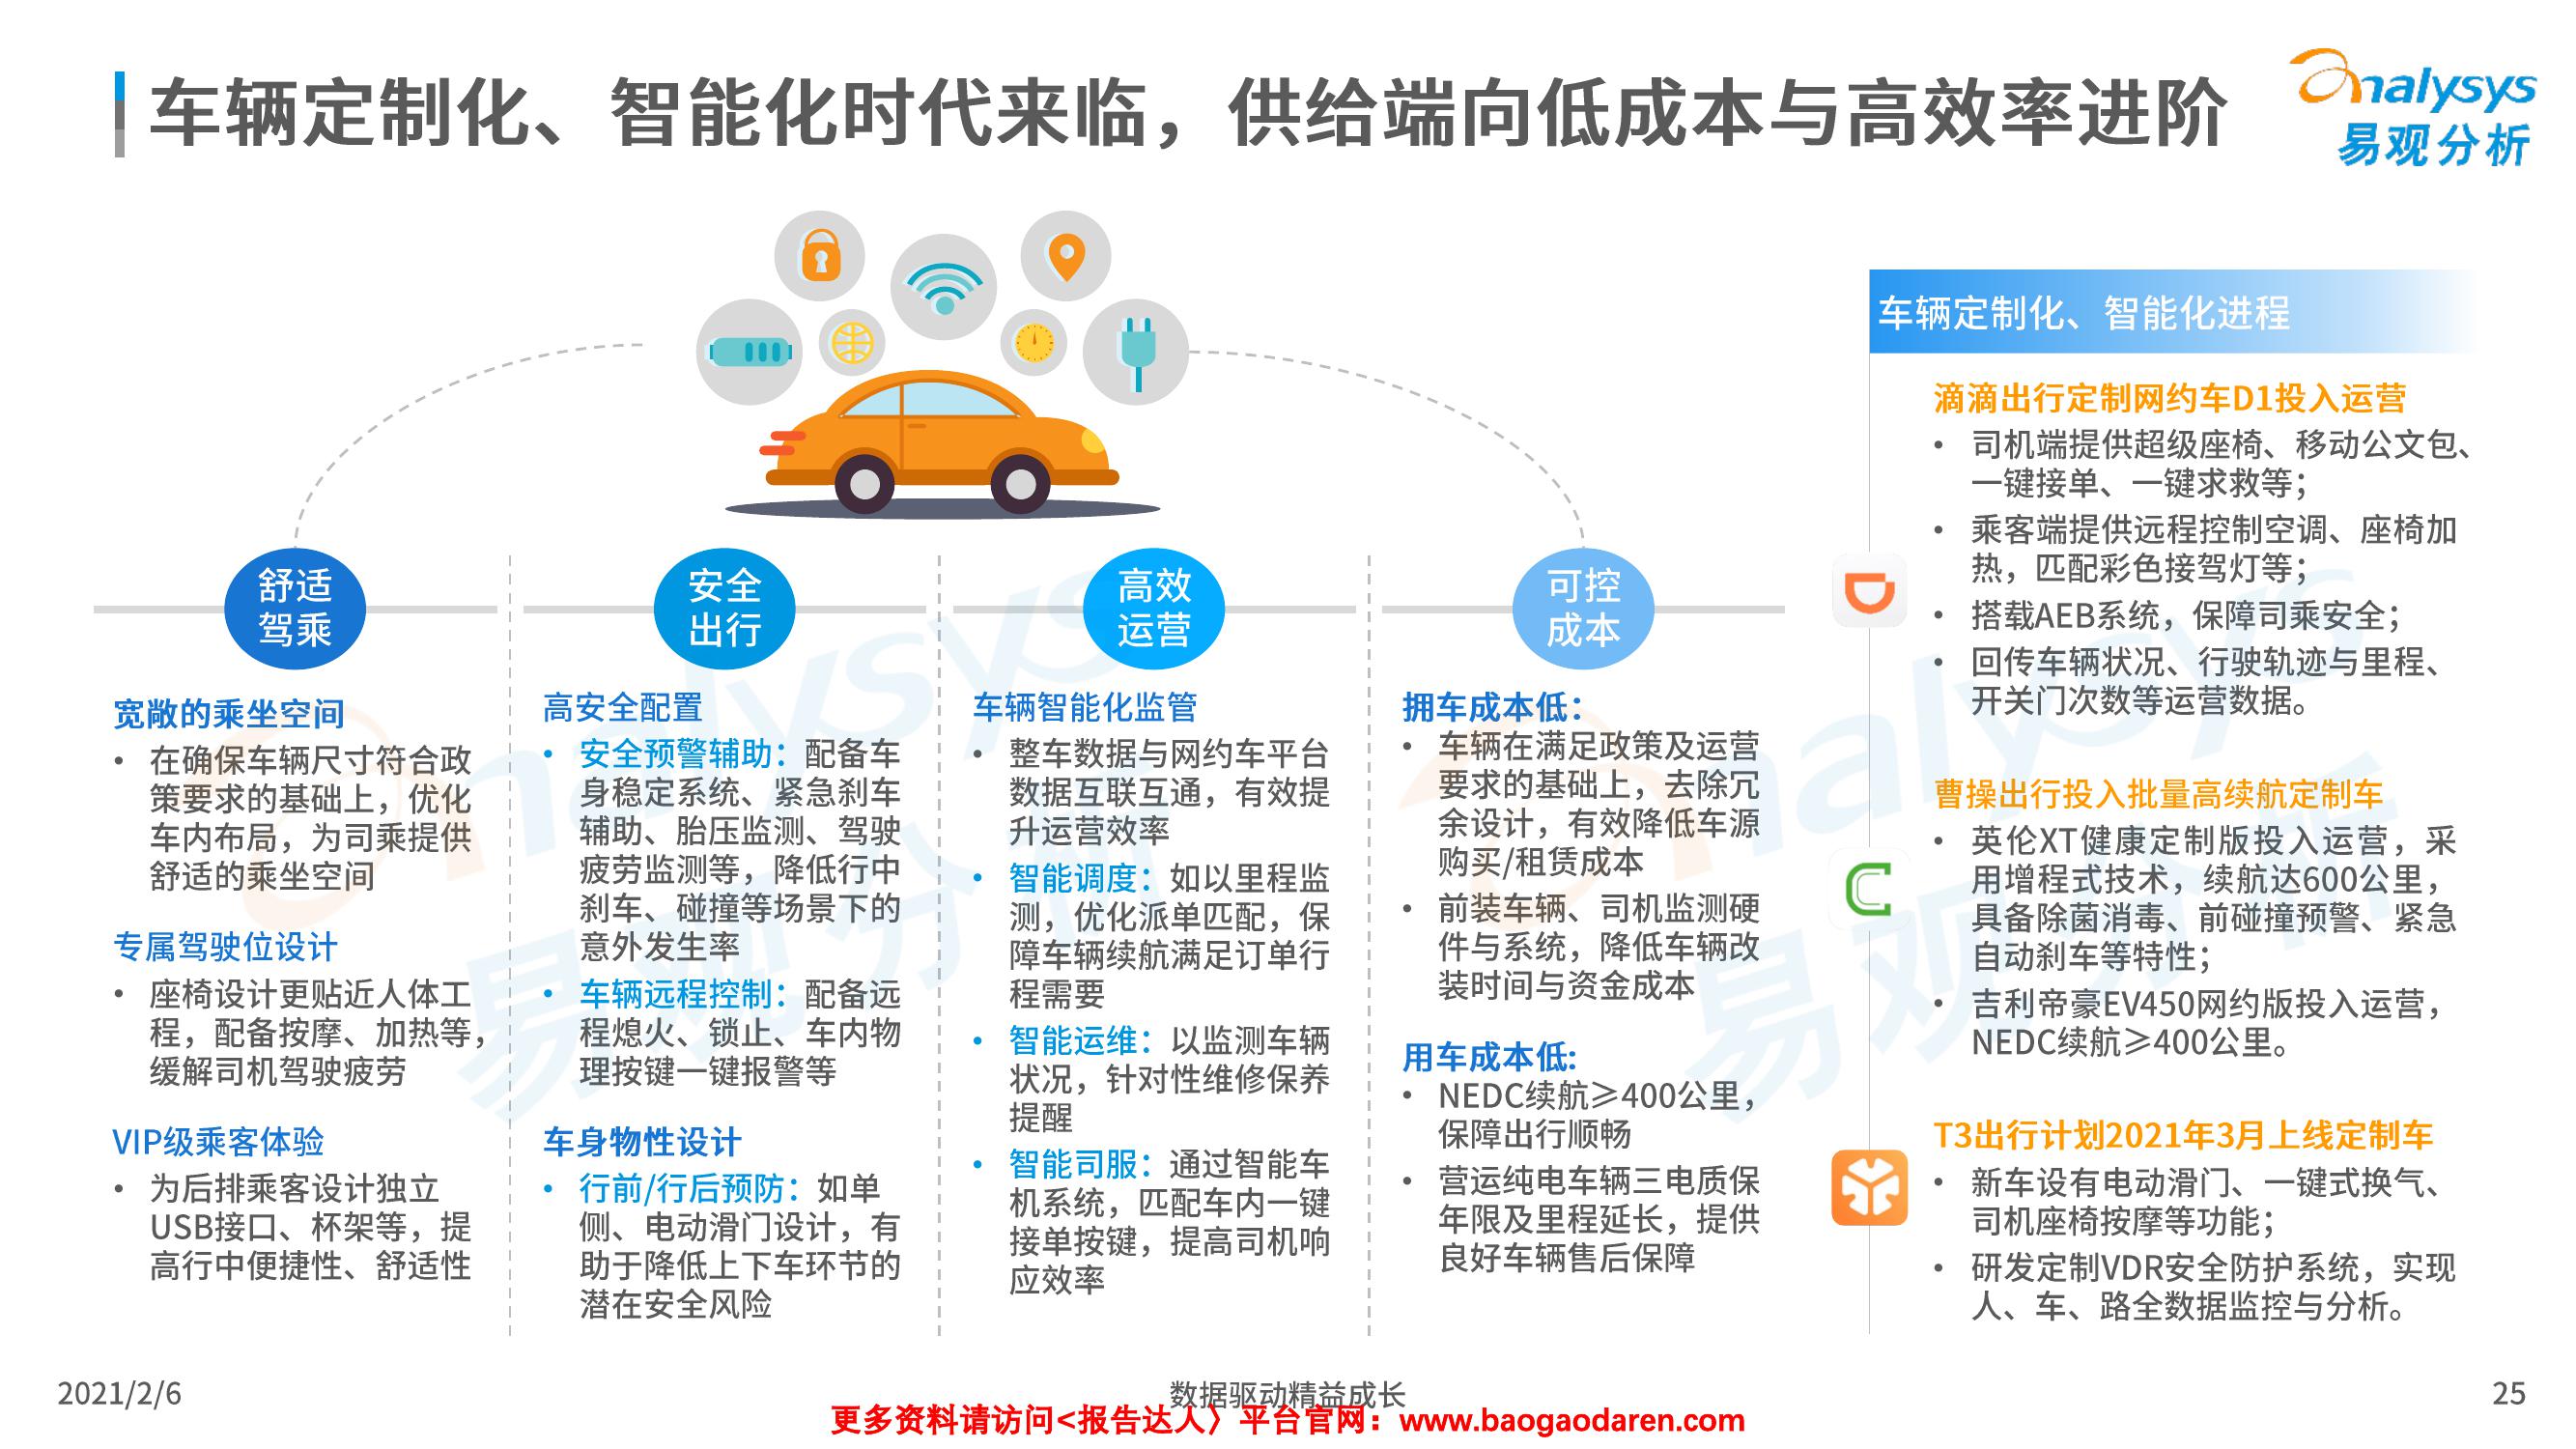 车辆定制化、智能化时代来临，供给端向低成本与高效率进阶
analysys
易观分析
舒适
驾乘
宽敞的乘坐空间
• 在确保车辆尺寸符合政
策要求的基础上，优化
车内布局，为司乘提供
舒适的乘坐空间
专属驾驶位设计
• 座椅设计更贴近人体工
程，配备按摩、加热等，
缓解司机驾驶疲劳
VIP级乘客体验
• 为后排乘客设计独立
USB接口、杯架等，提
高行中便捷性、舒适性
安全
出行
高安全配置
• 安全预警辅助：配备车
身稳定系统、紧急刹车
辅助、胎压监测、驾驶
疲劳监测等，降低行中
刹车、碰撞等场景下的
意外发生率
• 车辆远程控制：配备远
程熄火、锁止、车内物
理按键一键报警等
车身物性设计
• 行前/行后预防：如单
侧、电动滑门设计，有
助于降低上下车环节的
潜在安全风险
高效
运营
车辆智能化监管
• 整车数据与网约车平台
数据互联互通，有效提
升运营效率
• 智能调度：如以里程监
测，优化派单匹配，保
障车辆续航满足订单行
程需要
• 智能运维：以监测车辆
状况，针对性维修保养
提醒
• 智能司服：通过智能车
机系统，匹配车内一键
接单按键，提高司机响
应效率
可控
成本
拥车成本低：
• 车辆在满足政策及运营
要求的基础上，去除冗
余设计，有效降低车源
购买/租赁成本
• 前装车辆、司机监测硬
件与系统，降低车辆改
装时间与资金成本
用车成本低:
• NEDC续航≥400公里，
保障出行顺畅
• 营运纯电车辆三电质保
年限及里程延长，提供
良好车辆售后保障
车辆定制化、智能化进程
滴滴出行定制网约车D1投入运营
• 司机端提供超级座椅、移动公文包、
一键接单、一键求救等；
• 乘客端提供远程控制空调、座椅加
热，匹配彩色接驾灯等；
• 搭载AEB系统，保障司乘安全；
• 回传车辆状况、行驶轨迹与里程、
开关门次数等运营数据。
曹操出行投入批量高续航定制车
• 英伦XT健康定制版投入运营，采
用增程式技术，续航达600公里，
具备除菌消毒、前碰撞预警、紧急
自动刹车等特性；
• 吉利帝豪EV450网约版投入运营，
NEDC续航≥400公里。
T3出行计划2021年3月上线定制车
• 新车设有电动滑门、一键式换气、
司机座椅按摩等功能；
• 研发定制VDR安全防护系统，实现
人、车、路全数据监控与分析。
2021/2/6
数据驱动精益成长
25
更多资料请访问<报告达人〉平台官网：www.baogaodaren.com